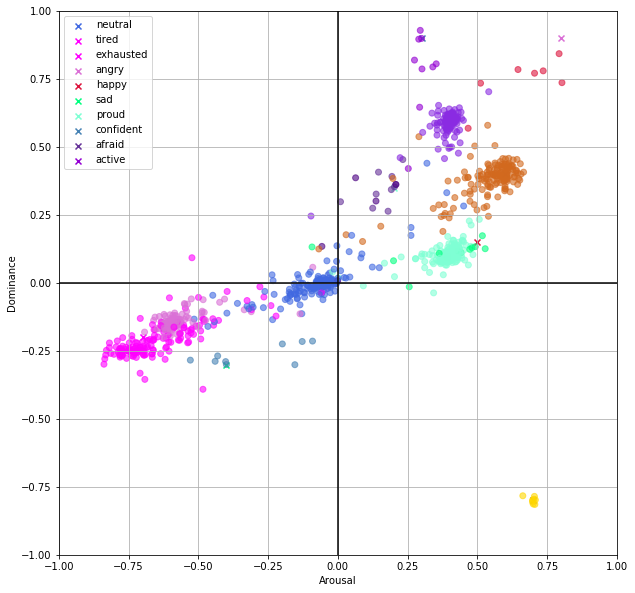 neutral
tired
exhausted
angry
happy
sad
proud
confident
afraid
active
1.00
0.75
0.50
0.25
0.00
−0.25
−0.50
−0.75
−1.00
Dominance
−1.00 −0.75 −0.50 −0.25 0.00 0.25 0.50 0.75 1.00
Arousal